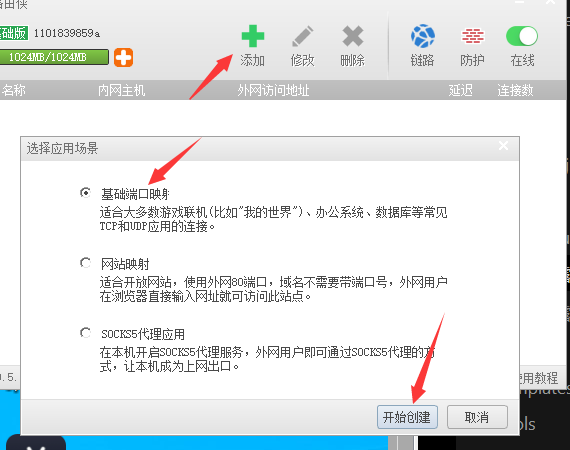 路由侠
基础版 1101839859a
1024MB/1024MB
添加 修改 删除 链路 防护 在线
名称 内网主机 外网访问地址 延迟 连接数
选择应用场景
基础端口映射
适合大多数游戏联机(比如"我的世界")、办公系统、数据库等常见
TCP和UDP应用的连接。
网站映射
适合开放网站，使用外网80端口，域名不需要带端口号，外网用户
在浏览器直接输入网址就可访问此站点。
SOCKS5代理应用
在本机开启SOCKS5代理服务，外网用户即可通过SOCKS5代理的方
式，让本机成为上网出口。
开始创建 取消
.5. 使用教程
mplates
ols